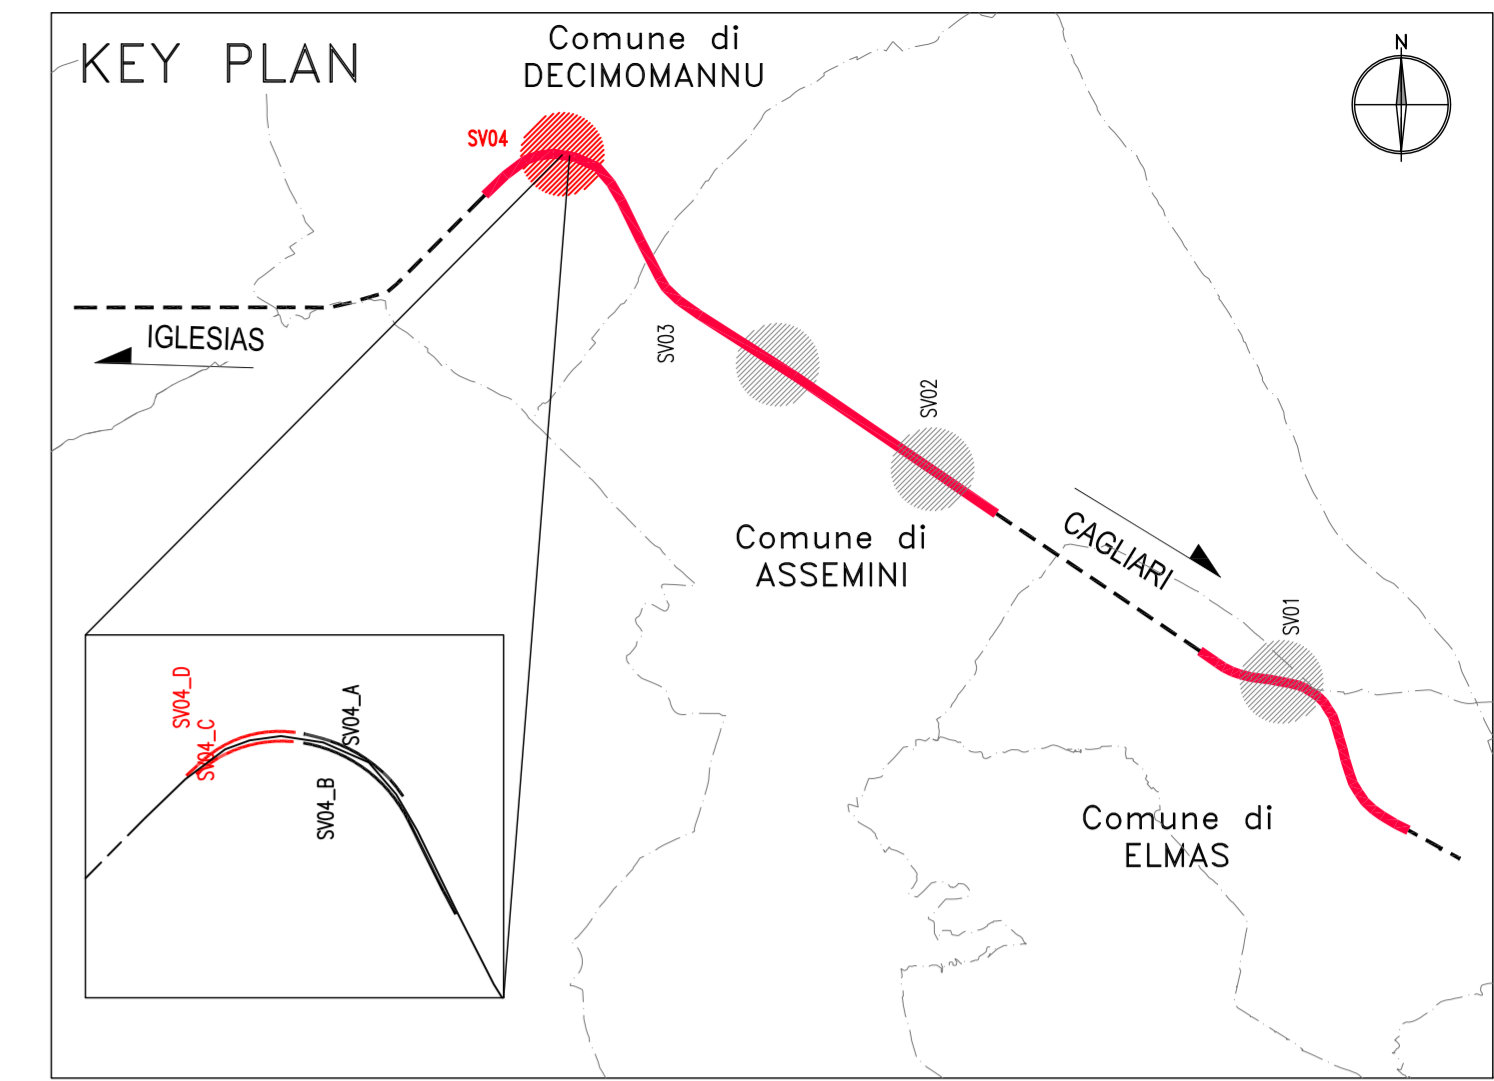 KEY PLAN
Comune di
DECIMOMANNU
N
SV04
IGLESIAS
SV03
SV02
Comune di
ASSEMINI
CAGLIARI
SV01
SV04_D
SV04_C
SV04_A
SV04_B
Comune di
ELMAS